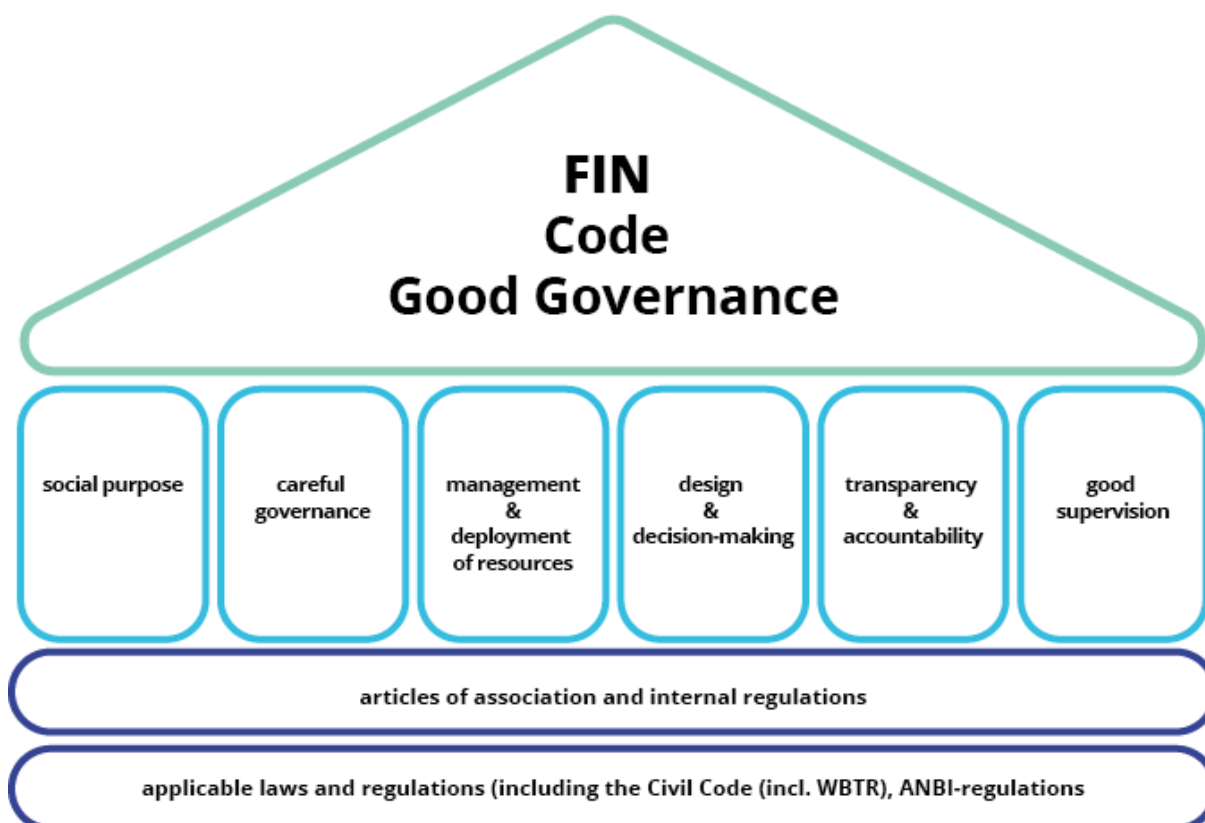 FIN
Code
Good Governance
social purpose
careful
governance
management
&
deployment
of resources
design
&
decision-making
transparency
&
accountability
good
supervision
articles of association and internal regulations
applicable laws and regulations (including the Civil Code (incl. WBTR), ANBI-regulations